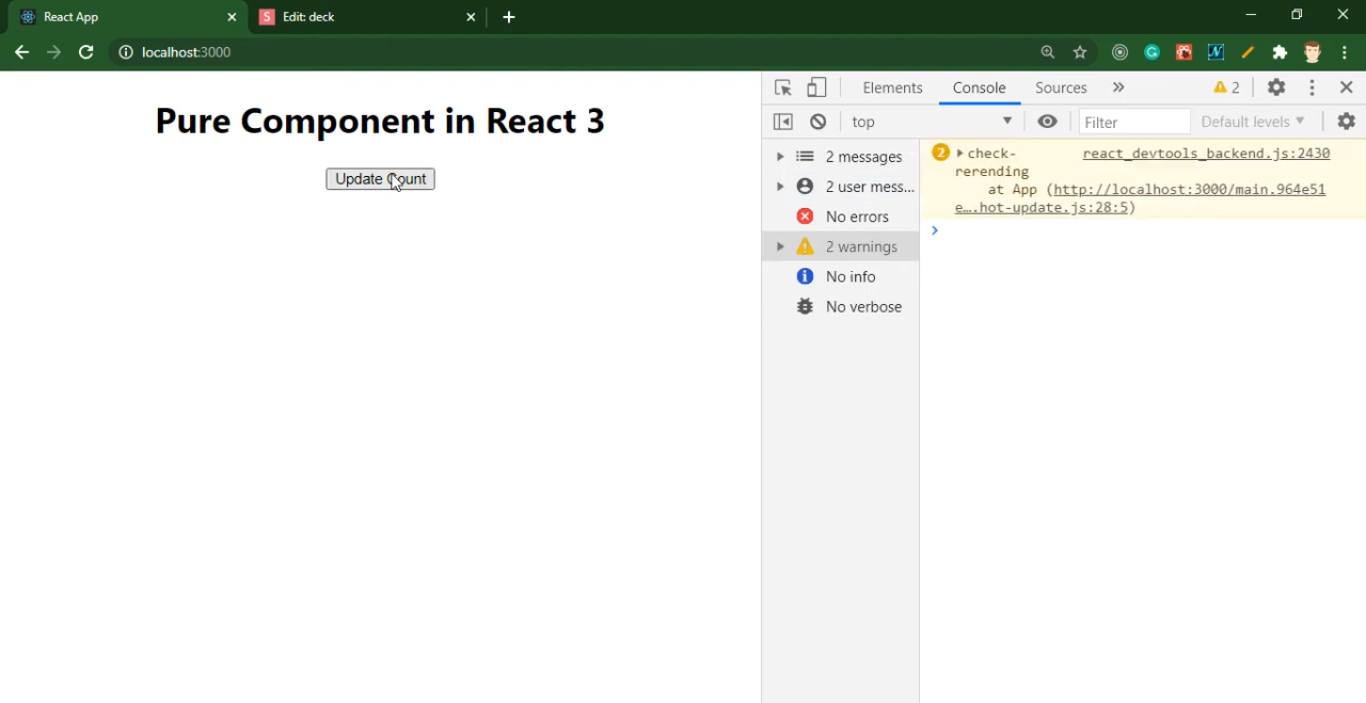 React App
S Edit: deck
localhost:3000
Pure Component in React 3
Update Count
Elements Console Sources 2
top Filter Default levels
2 messages
2 user mess...
No errors
2 warnings
No info
No verbose
2 check- react_devtools_backend.js:2430
rerending
at App (http://localhost:3000/main.964e51
e….hot-update.js:28:5)